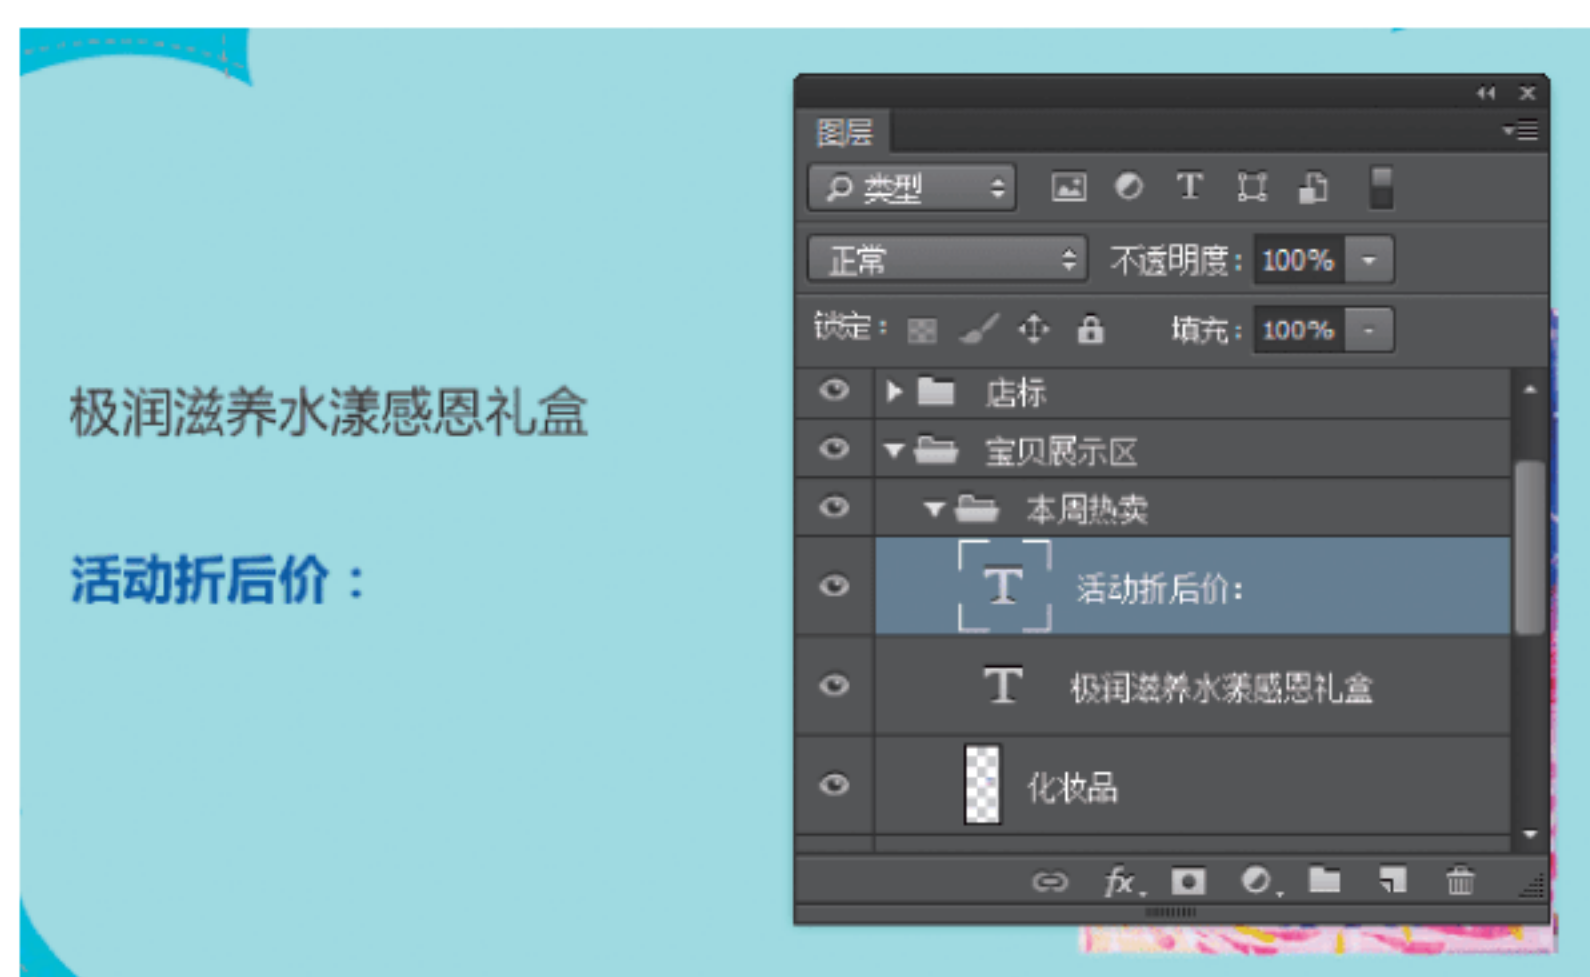 极润滋养水漾感恩礼盒
活动折后价：
图层
类型
正常 不透明度: 100%
锁定: 填充: 100%
店标
宝贝展示区
本周热卖
T 活动折后价:
T 极润滋养水漾感恩礼盒
化妆品
fx.